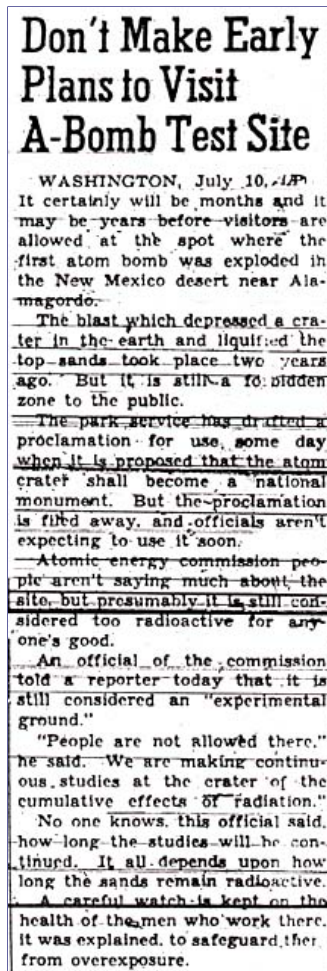 Don't Make Early
Plans to Visit
A-Bomb Test Site
WASHINGTON, July 10. (AP)
It certainly will be months and it
may be years before visitors are
allowed at the spot where the
first atom bomb was exploded in
the New Mexico desert near Ala-
magordo.
The blast which depressed a cra-
ter in the earth and liquified the
top sands took place two years
ago. But it is still a forbidden
zone to the public.
The park service has drafted a
proclamation for use some day
when it is proposed that the atom
crater shall become a national
monument. But the proclamation
is filed away, and officials aren't
expecting to use it soon.
Atomic energy commission peo-
ple aren't saying much about the
site, but presumably it is still con-
sidered too radioactive for any-
one's good.
An official of the commission
told a reporter today that it is
still considered an "experimental
ground."
"People are not allowed there,"
he said. We are making continu-
ous studies at the crater of the
cumulative effects of radiation."
No one knows, this official said,
how long the studies will be con-
tinued. It all depends upon how
long the sands remain radioactive.
A careful watch is kept on the
health of the men who work there,
it was explained, to safeguard them
from overexposure.